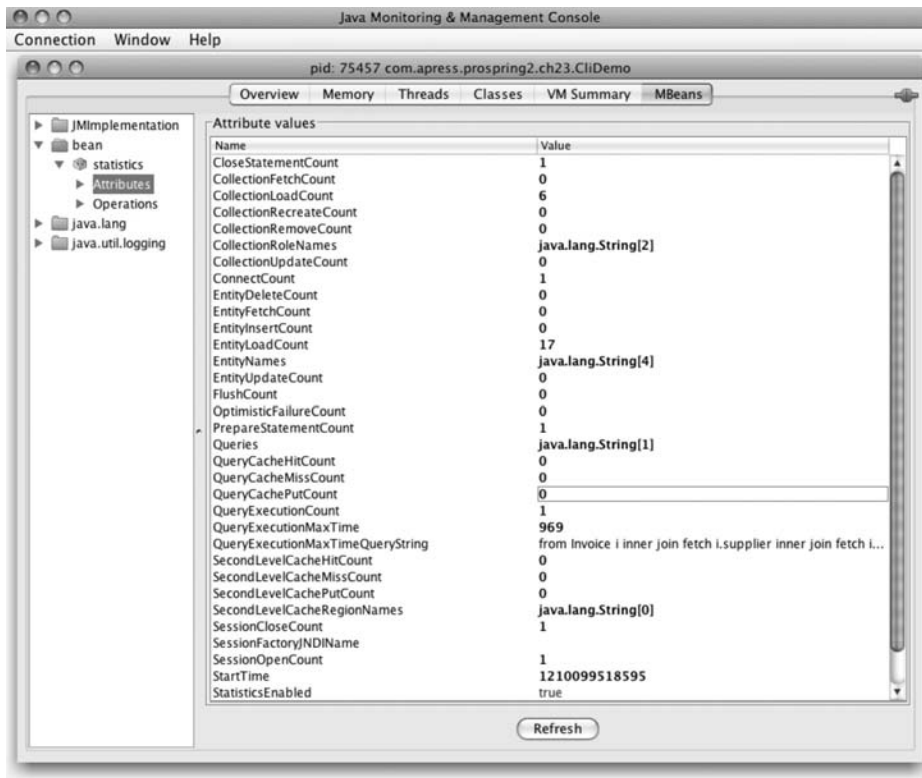 Java Monitoring & Management Console
Connection Window Help
pid: 75457 com.apress.prospring2.ch23.CliDemo
Overview Memory Threads Classes VM Summary MBeans
JMImplementation
bean
statistics
Attributes
Operations
java.lang
java.util.logging
Attribute values
Name Value
CloseStatementCount 1
CollectionFetchCount 0
CollectionLoadCount 6
CollectionRecreateCount 0
CollectionRemoveCount 0
CollectionRoleNames java.lang.String[2]
CollectionUpdateCount 0
ConnectCount 1
EntityDeleteCount 0
EntityFetchCount 0
EntityInsertCount 0
EntityLoadCount 17
EntityNames java.lang.String[4]
EntityUpdateCount 0
FlushCount 0
OptimisticFailureCount 0
PrepareStatementCount 1
Queries java.lang.String[1]
QueryCacheHitCount 0
QueryCacheMissCount 0
QueryCachePutCount 0
QueryExecutionCount 1
QueryExecutionMaxTime 969
QueryExecutionMaxTimeQueryString from Invoice i inner join fetch i.supplier inner join fetch i...
SecondLevelCacheHitCount 0
SecondLevelCacheMissCount 0
SecondLevelCachePutCount 0
SecondLevelCacheRegionNames java.lang.String[0]
SessionCloseCount 1
SessionFactoryJNDIName
SessionOpenCount 1
StartTime 1210099518595
StatisticsEnabled true
Refresh